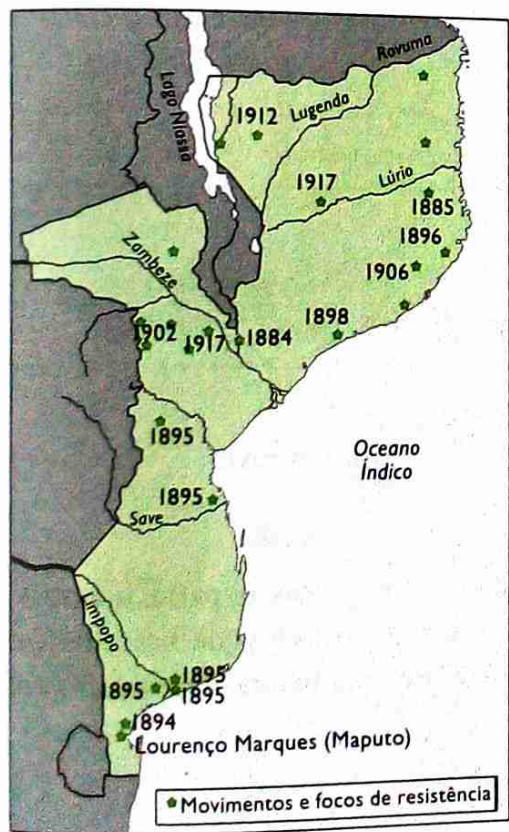 Rovuma
Lago Niassa
1912
Lugenda
1917
Lúrio
1885
1896
1906
Zambeze
1902
1917
1884
1898
1895
Oceano
Índico
1895
Save
Limpopo
1895
1895
1895
1894
Lourenço Marques (Maputo)
Movimentos e focos de resistência